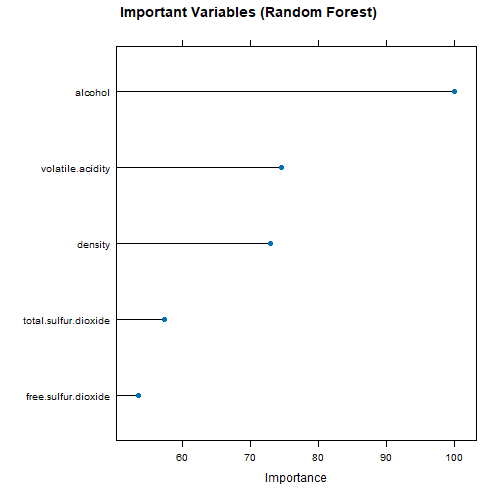 Important Variables (Random Forest)
alcohol
volatile.acidity
density
total.sulfur.dioxide
free.sulfur.dioxide
60 70 80 90 100
Importance